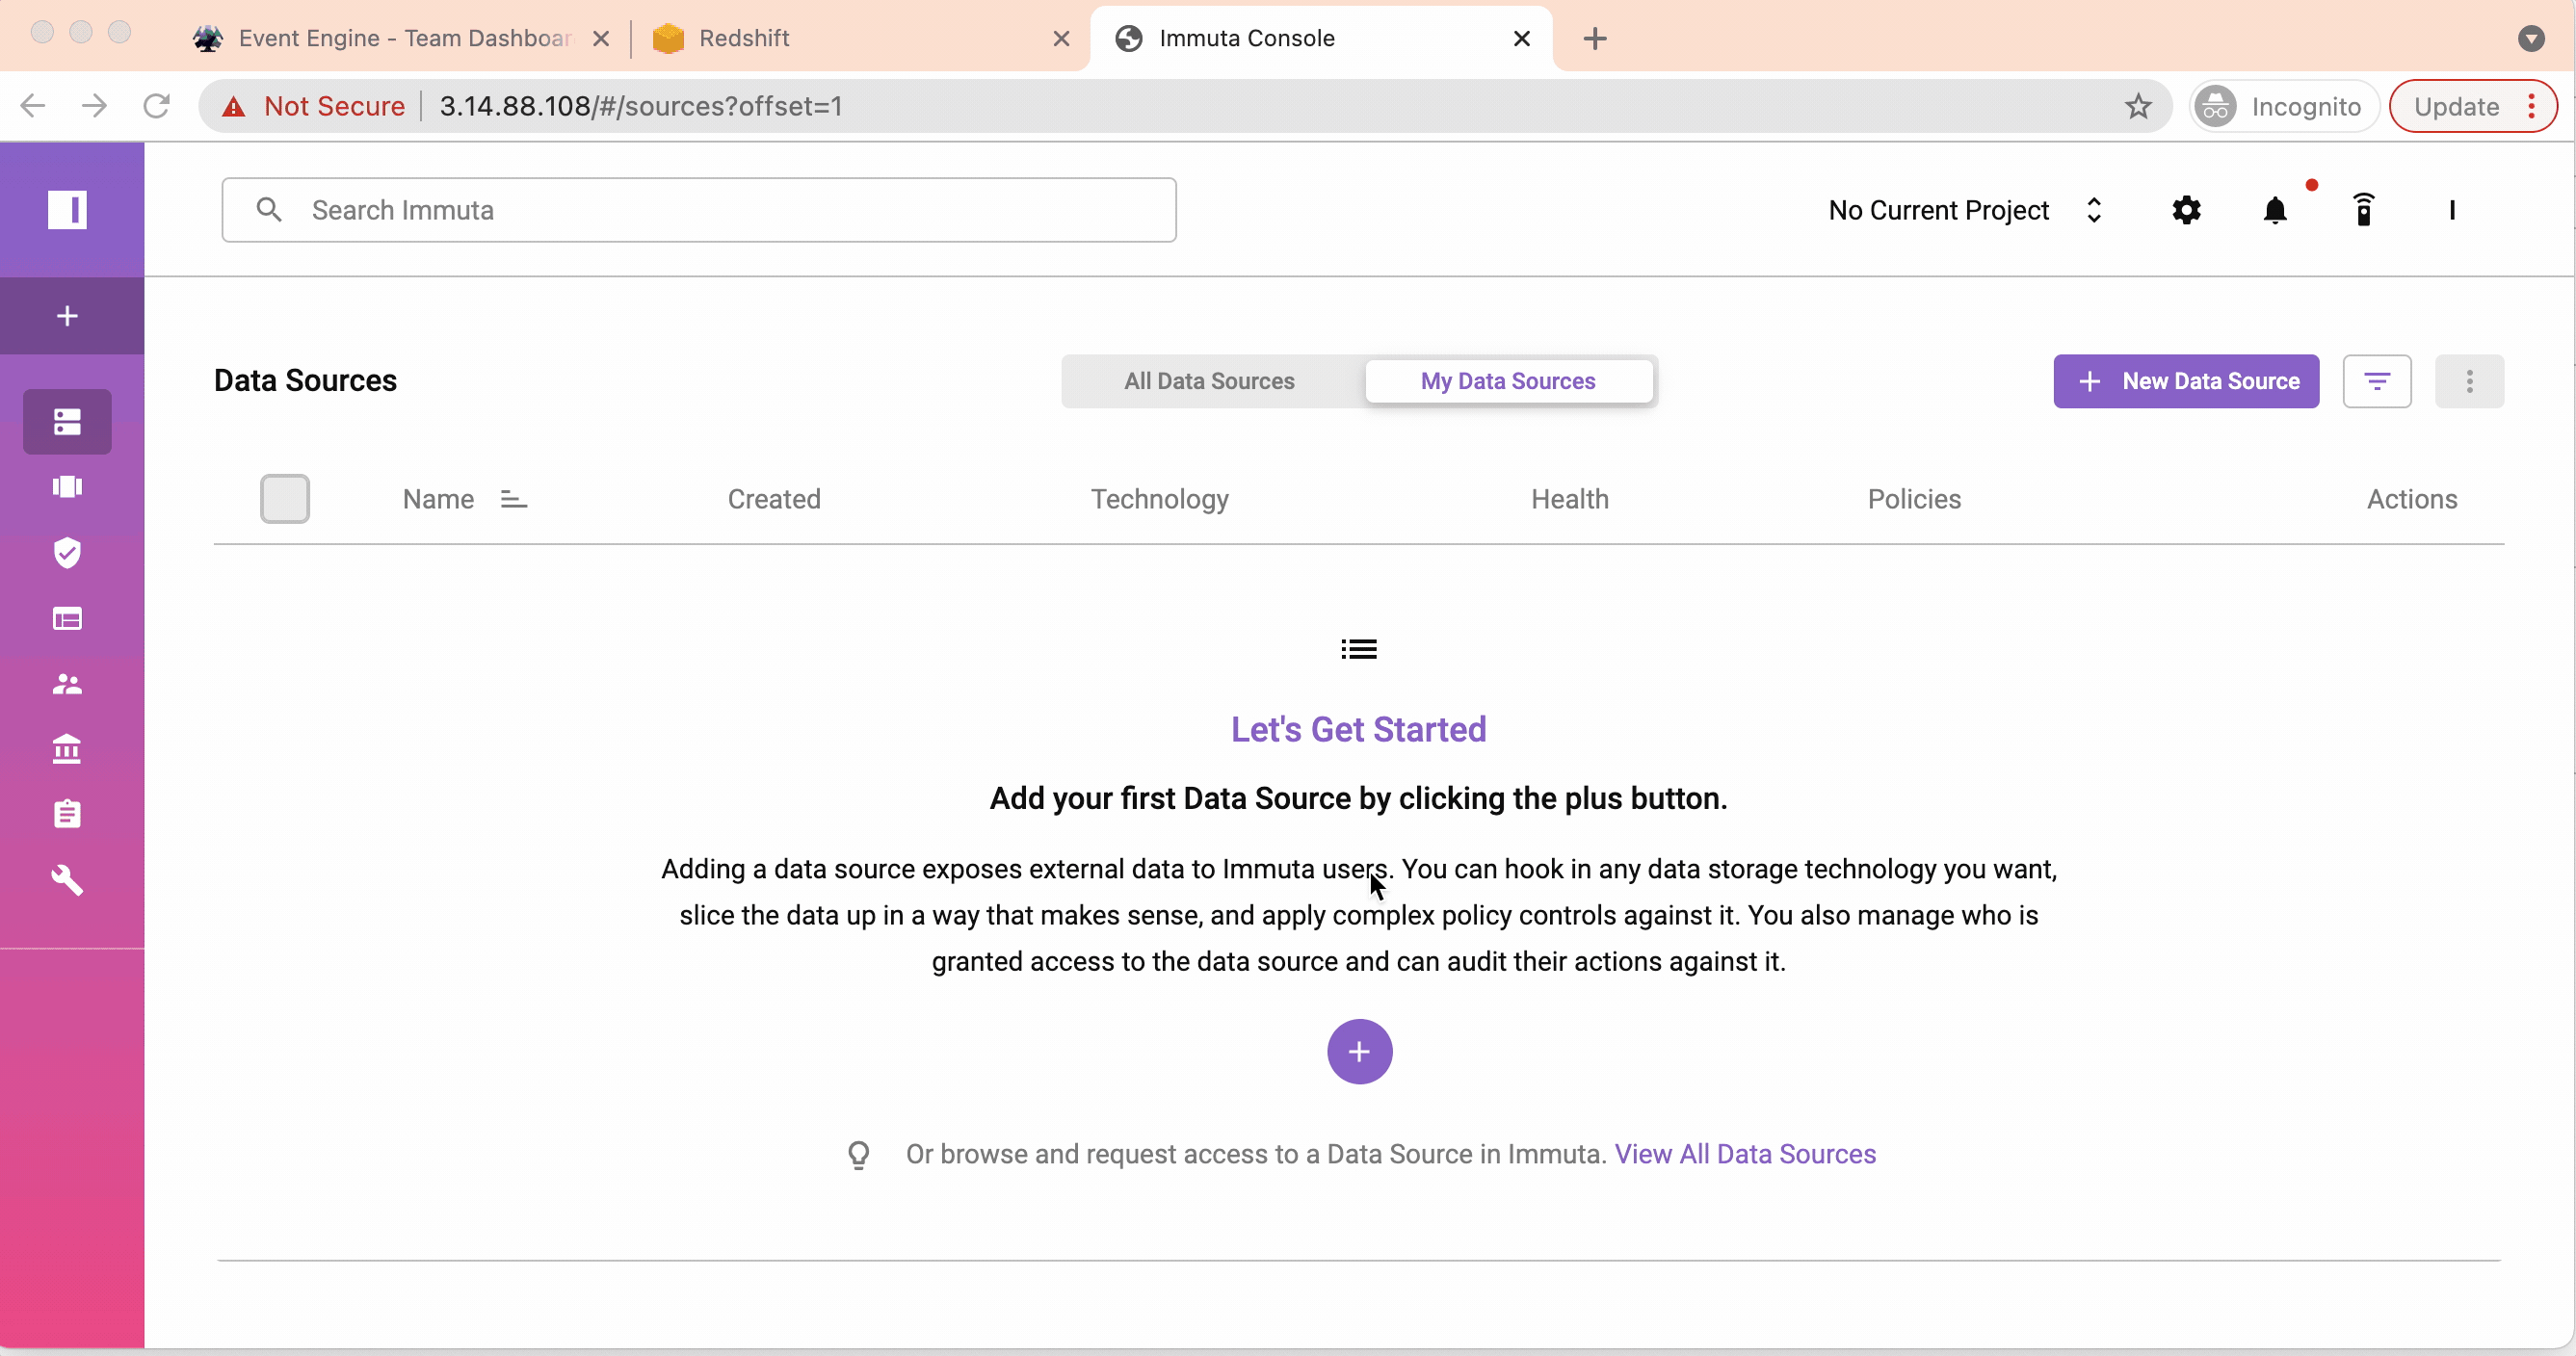 Event Engine - Team Dashboar
Redshift
Immuta Console
Not Secure
3.14.88.108/#/sources?offset=1
Incognito
Update
Search Immuta
No Current Project
I
Data Sources
All Data Sources
My Data Sources
New Data Source
Name
Created
Technology
Health
Policies
Actions
Let's Get Started
Add your first Data Source by clicking the plus button.
Adding a data source exposes external data to Immuta users. You can hook in any data storage technology you want,
slice the data up in a way that makes sense, and apply complex policy controls against it. You also manage who is
granted access to the data source and can audit their actions against it.
Or browse and request access to a Data Source in Immuta. View All Data Sources